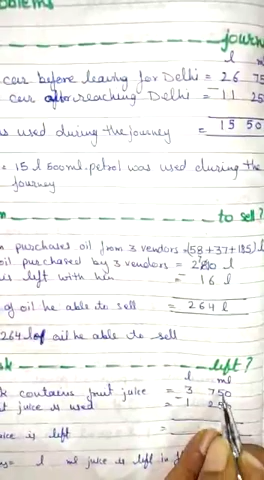 oblems
journ
l m
car before leaving for Delhi = 26 75
car after reaching Delhi = - 11 25
s used during the journey = 15 50
= 15 l 500 ml. petrol was used during the
journey
to sell?
purchases oil from 3 vendors = (58 + 37 + 185) l
oil purchased by 3 vendors = 280 l
is left with him - 16 l
of oil he able to sell = 264 l
264 l of oil he able to sell
left?
l ml
k contains fruit juice = 3 750
t juice is used = - 1 250
uice is left =
l ml juice is left in